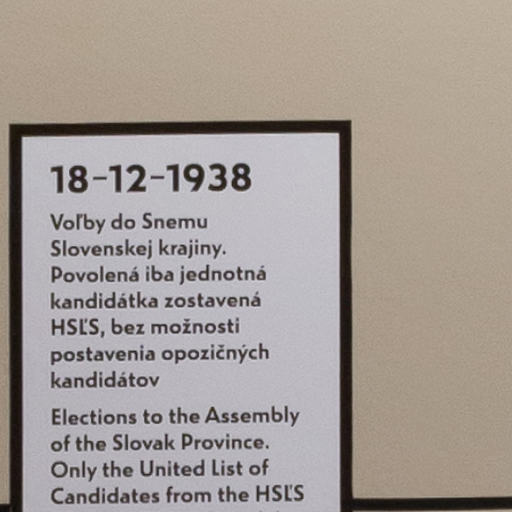 18-12-1938
Voľby do Snemu
Slovenskej krajiny.
Povolená iba jednotná
kandidátka zostavená
HSĽS, bez možnosti
postavenia opozičných
kandidátov
Elections to the Assembly
of the Slovak Province.
Only the United List of
Candidates from the HSĽS